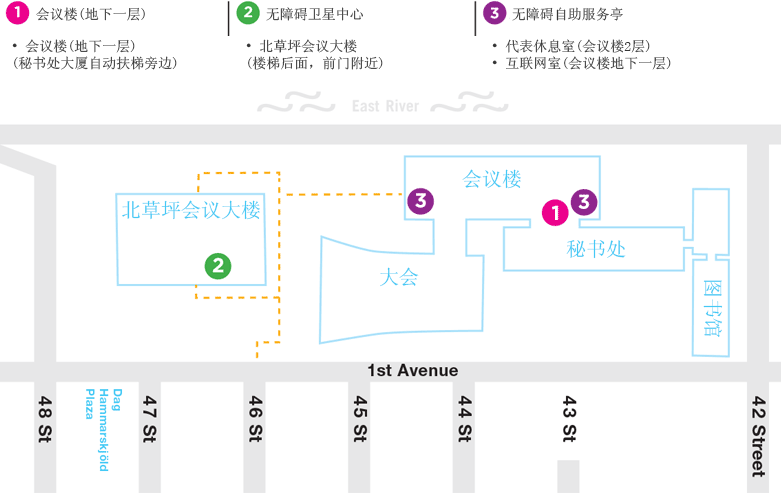 1 会议楼(地下一层)
• 会议楼(地下一层)
(秘书处大厦自动扶梯旁边)
2 无障碍卫星中心
• 北草坪会议大楼
(楼梯后面，前门附近)
3 无障碍自助服务亭
• 代表休息室(会议楼2层)
• 互联网室(会议楼地下一层)
East River
会议楼
北草坪会议大楼
3
3
1
秘书处
2
大会
图书馆
1st Avenue
48 St
Dag
Hammarskjöld
Plaza
47 St
46 St
45 St
44 St
43 St
42 Street